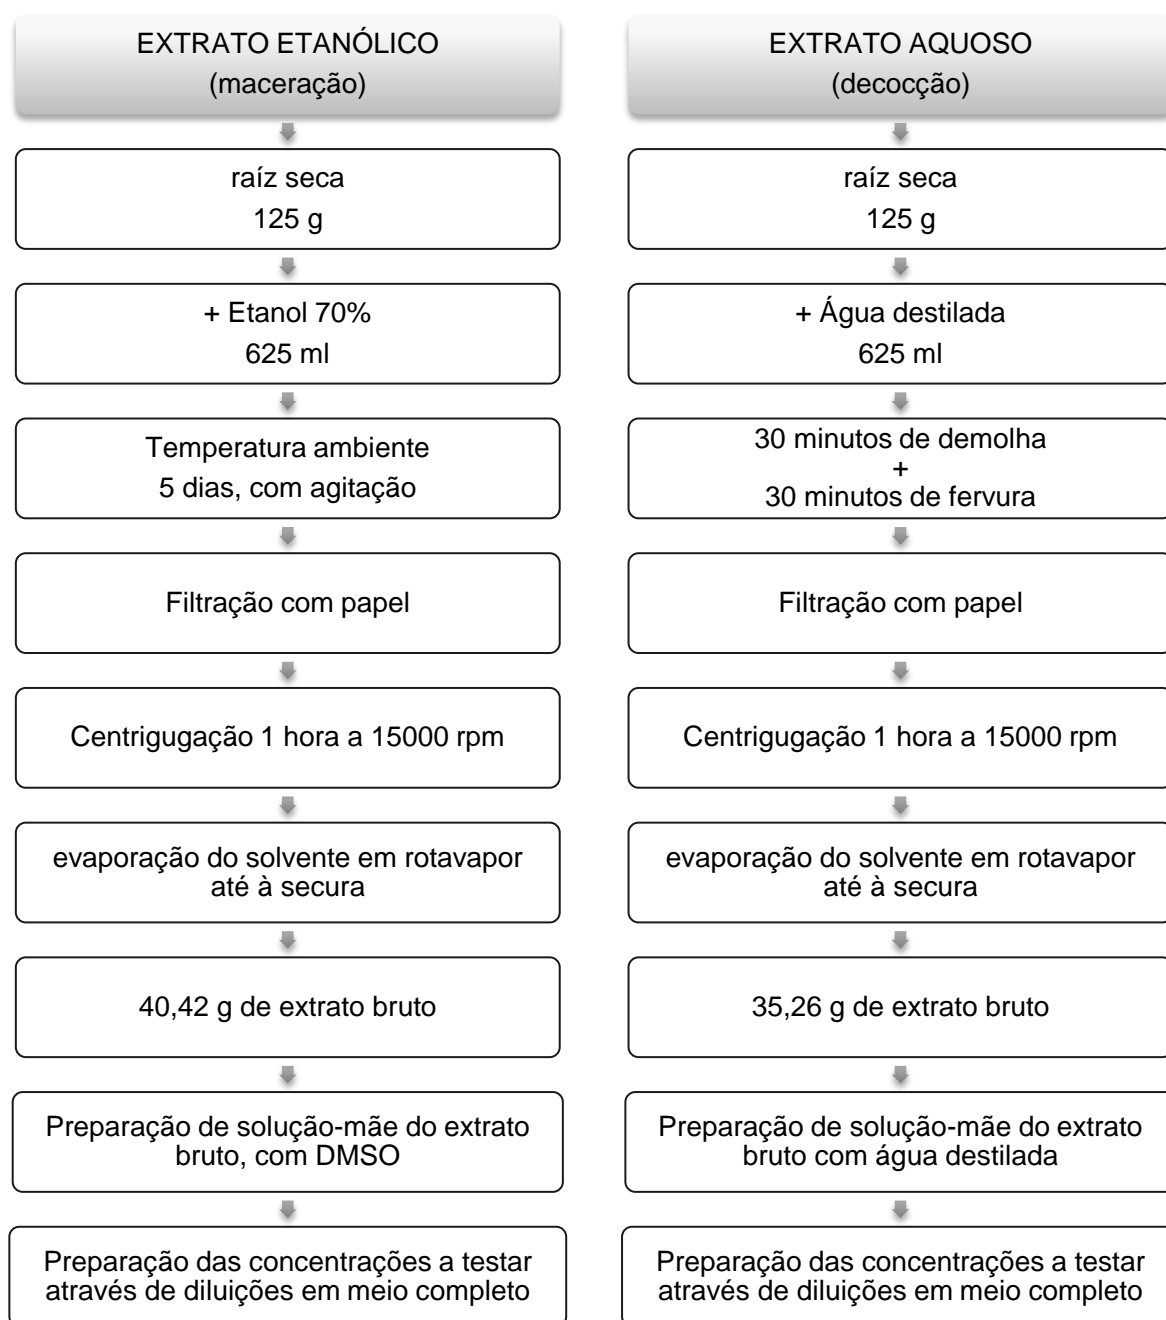 EXTRATO ETANÓLICO
(maceração)
raíz seca
125 g
+ Etanol 70%
625 ml
Temperatura ambiente
5 dias, com agitação
Filtração com papel
Centrigugação 1 hora a 15000 rpm
evaporação do solvente em rotavapor
até à secura
40,42 g de extrato bruto
Preparação de solução-mãe do extrato
bruto, com DMSO
Preparação das concentrações a testar
através de diluições em meio completo
EXTRATO AQUOSO
(decocção)
raíz seca
125 g
+ Água destilada
625 ml
30 minutos de demolha
+
30 minutos de fervura
Filtração com papel
Centrigugação 1 hora a 15000 rpm
evaporação do solvente em rotavapor
até à secura
35,26 g de extrato bruto
Preparação de solução-mãe do extrato
bruto com água destilada
Preparação das concentrações a testar
através de diluições em meio completo